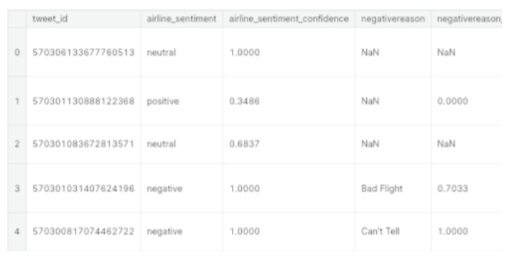 tweet_id airline_sentiment airline_sentiment_confidence negativereason negativereason_
0 570306133677760513 neutral 1.0000 NaN NaN
1 570301130888122368 positive 0.3486 NaN 0.0000
2 570301083672813571 neutral 0.6837 NaN NaN
3 570301031407624196 negative 1.0000 Bad Flight 0.7033
4 570300817074462722 negative 1.0000 Can't Tell 1.0000